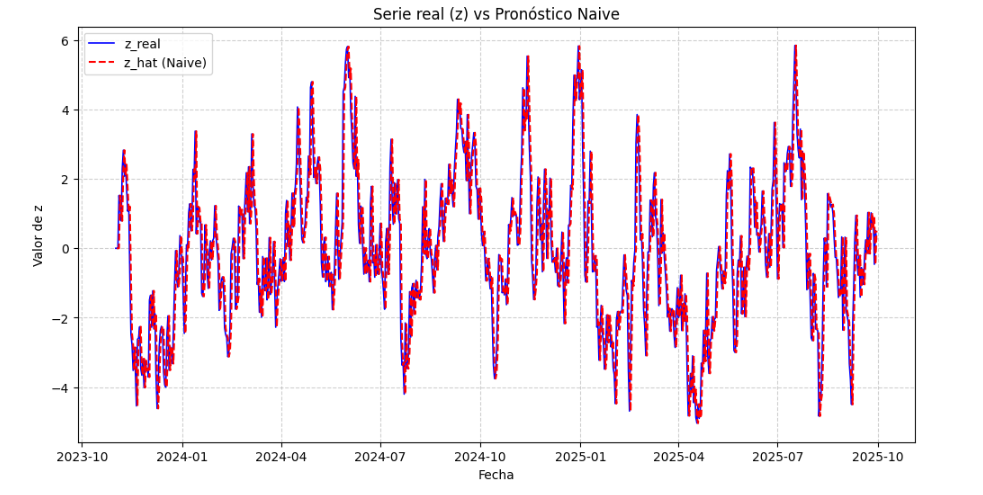 Serie real (z) vs Pronóstico Naive
z_real
z_hat (Naive)
Valor de z
6
4
2
0
−2
−4
2023-10 2024-01 2024-04 2024-07 2024-10 2025-01 2025-04 2025-07 2025-10
Fecha